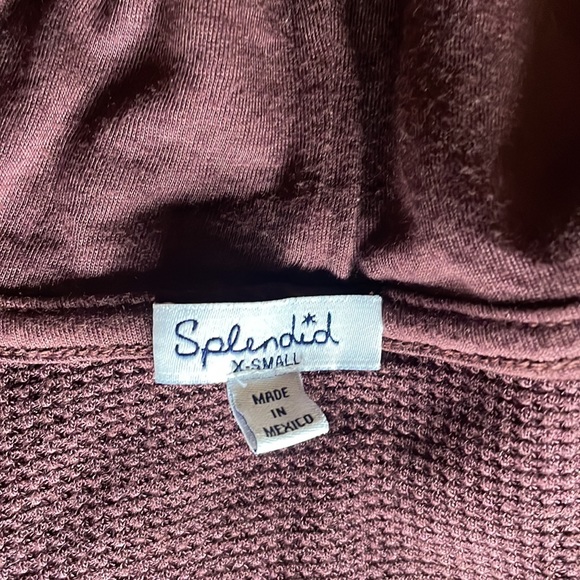 Splendid
X-SMALL
MADE
IN
MEXICO